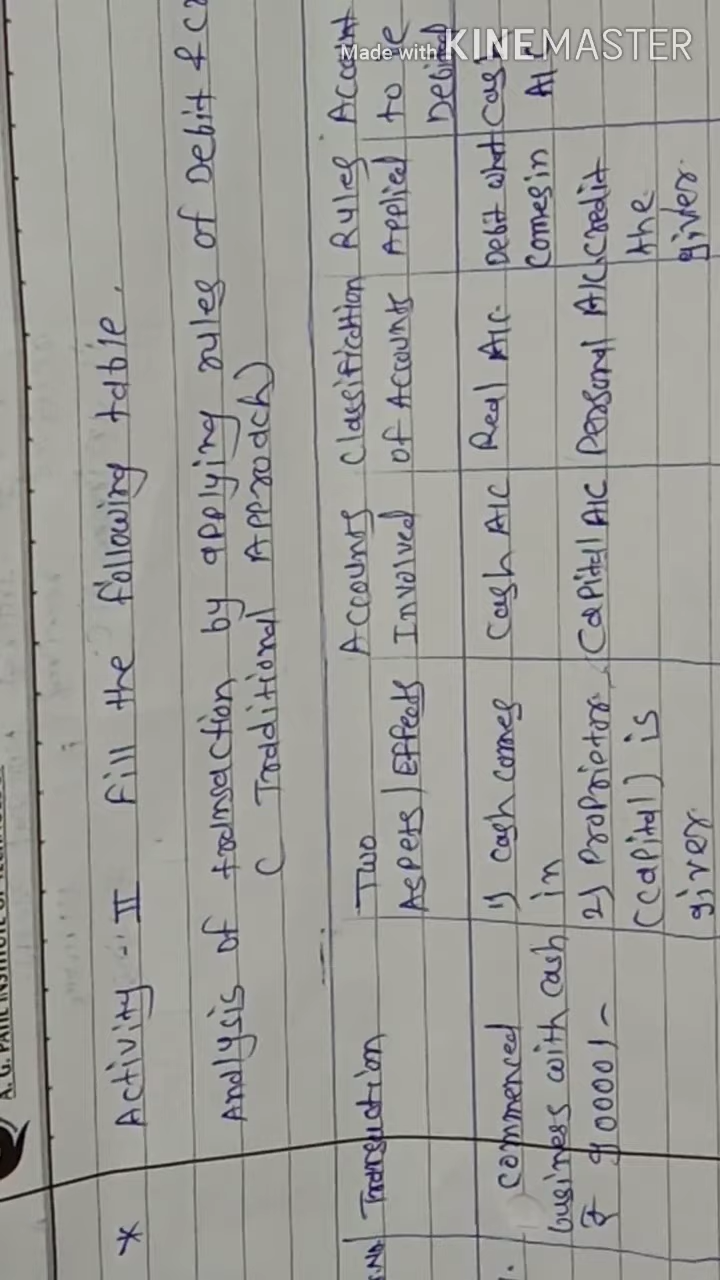 Made with KINEMASTER
A. G. PATIL INSTITUTE OF
* Activity - II Fill the following table.
Analysis of transaction by applying rules of Debit & Cr
( Traditional Approach)
Transaction
Two
Aspets / Effects
Accounts
Involved
Classification
of Accounts
Rules
Applied
Account
to be
Debited
commenced
business with cash
₹ 90000/-
1) cash comes
in
2) Proprietor
(capital) is
giver
Cash A/C
Capital A/C
Real A/C.
Personal A/C
Debit what
comes in
credit
the
giver.
Cash
A/C